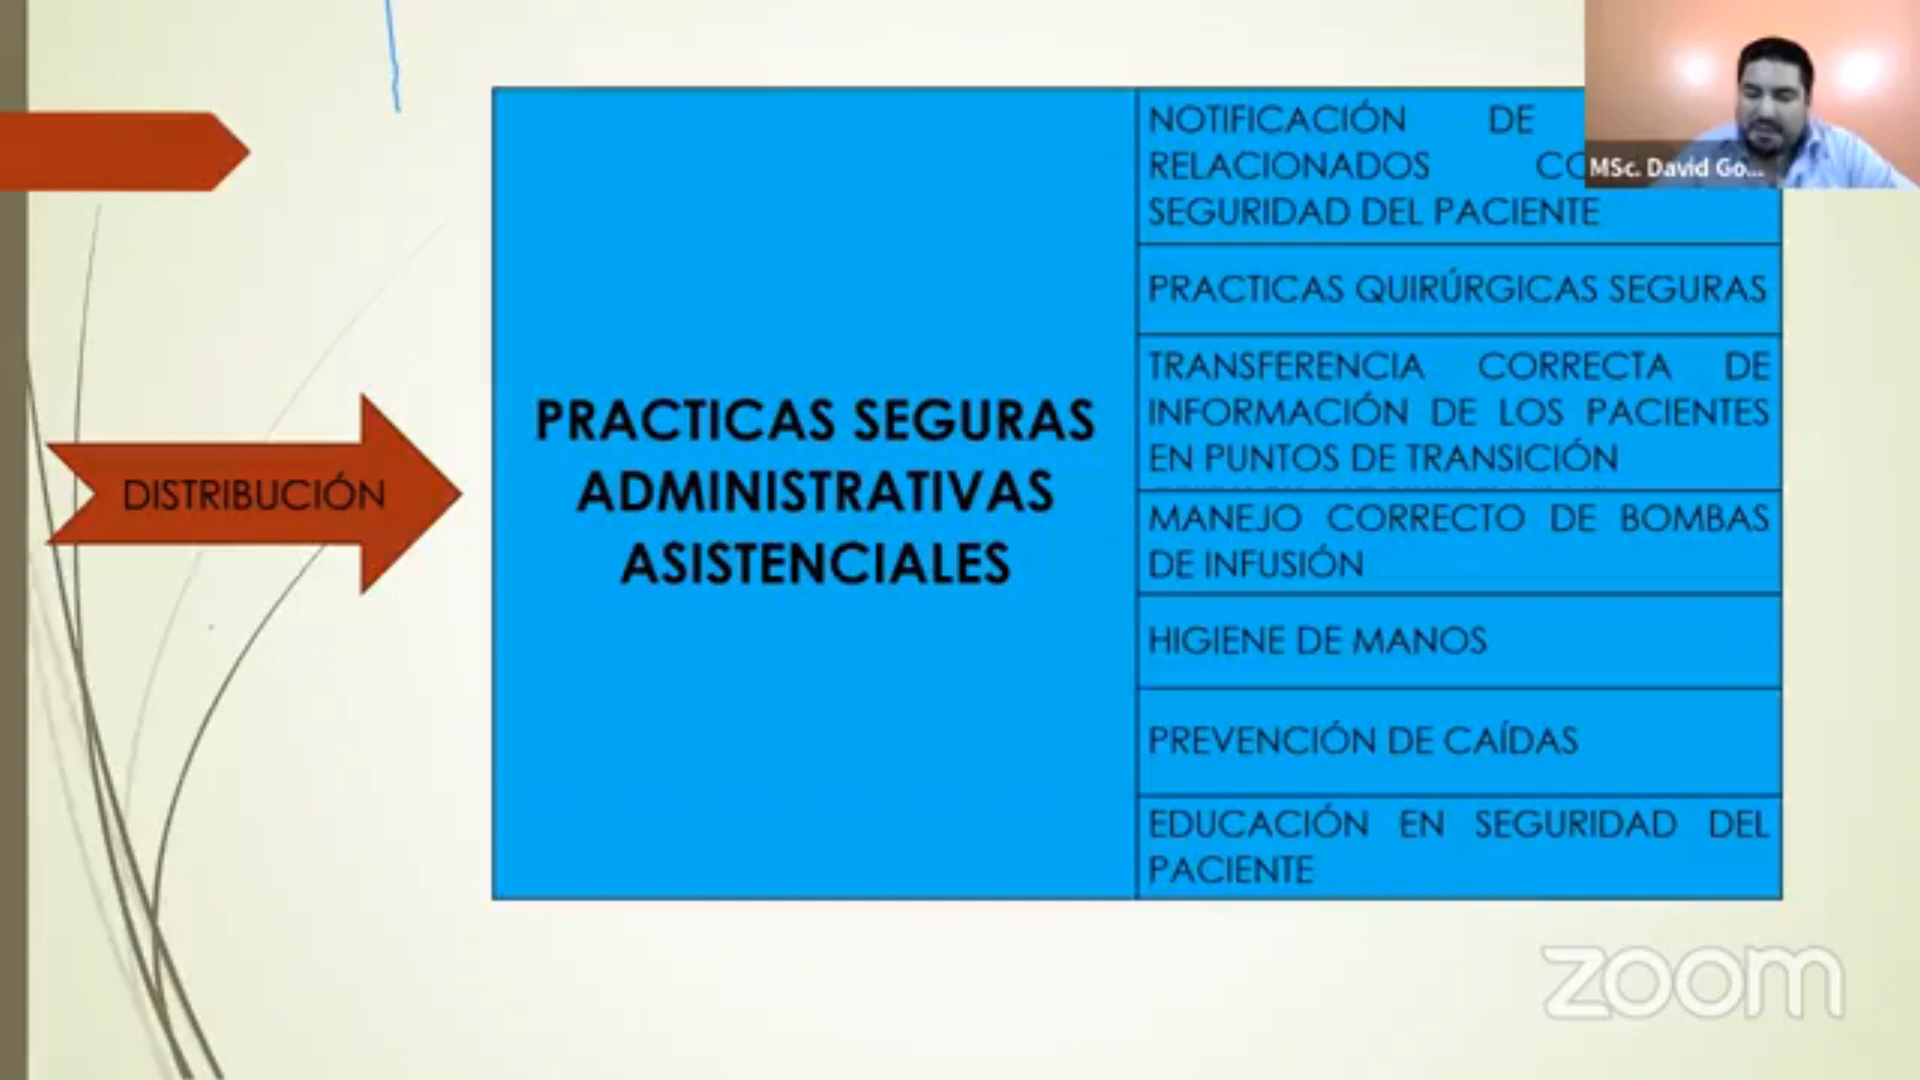 NOTIFICACIÓN DE
RELACIONADOS
SEGURIDAD DEL PACIENTE
MSc. David Go...
PRACTICAS QUIRÚRGICAS SEGURAS
TRANSFERENCIA CORRECTA DE
INFORMACIÓN DE LOS PACIENTES
EN PUNTOS DE TRANSICIÓN
DISTRIBUCIÓN
PRACTICAS SEGURAS
ADMINISTRATIVAS
ASISTENCIALES
MANEJO CORRECTO DE BOMBAS
DE INFUSIÓN
HIGIENE DE MANOS
PREVENCIÓN DE CAÍDAS
EDUCACIÓN EN SEGURIDAD DEL
PACIENTE
zoom